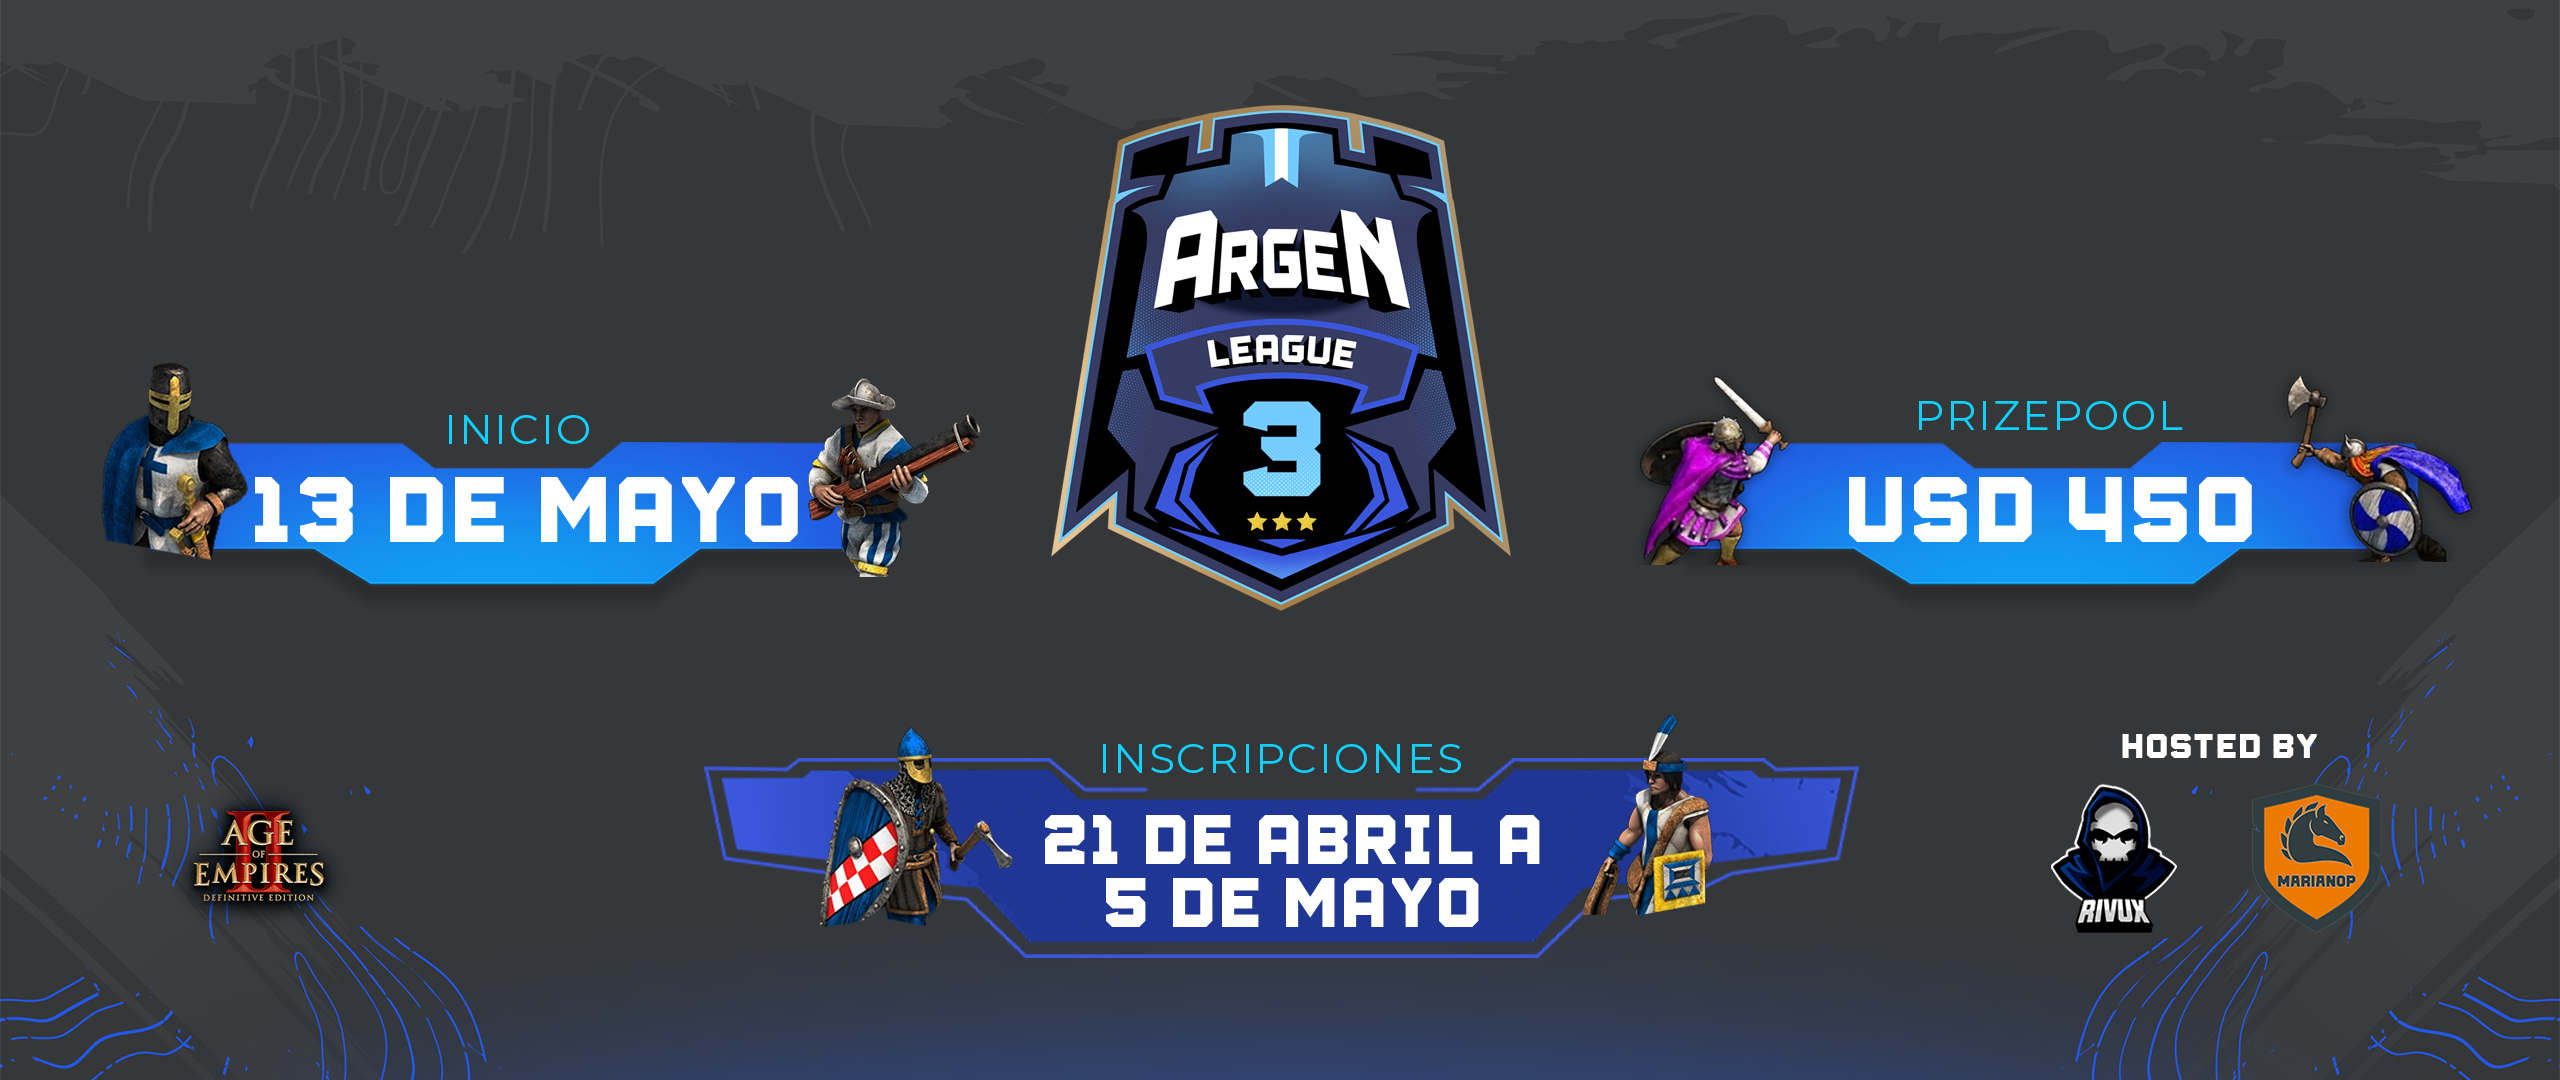 ARGEN
LEAGUE
3
INICIO
13 DE MAYO
PRIZEPOOL
USD 450
INSCRIPCIONES
21 DE ABRIL A
5 DE MAYO
AGE
OF
EMPIRES
II
DEFINITIVE EDITION
HOSTED BY
RIVUX
MARIANOP